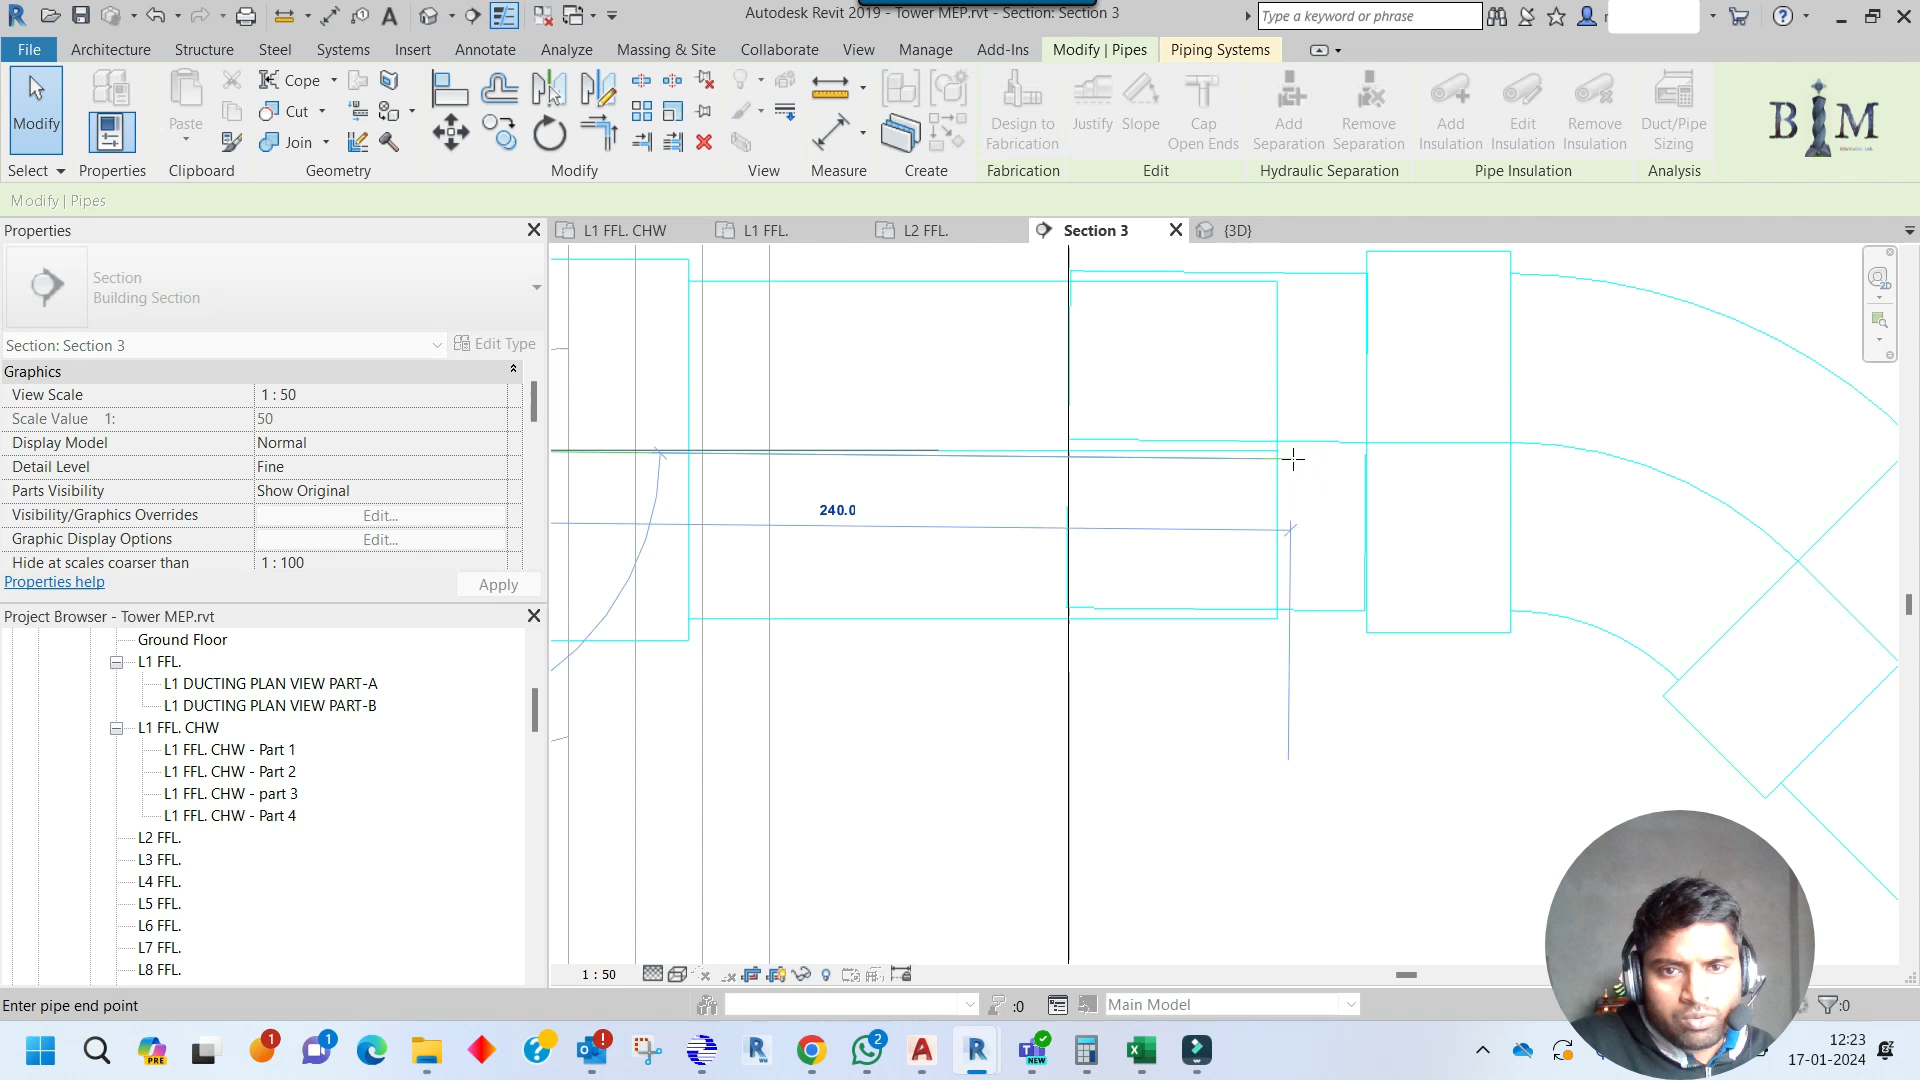 Autodesk Revit 2019 - Tower MEP.rvt - Section: Section 3
Type a keyword or phrase
File Architecture Structure Steel Systems Insert Annotate Analyze Massing & Site Collaborate View Manage Add-Ins Modify | Pipes Piping Systems
Modify
Paste
Cope
Cut
Join
Design to Fabrication
Justify
Slope
Cap Open Ends
Add Separation
Remove Separation
Add Insulation
Edit Insulation
Remove Insulation
Duct/Pipe Sizing
BIM
Select Properties Clipboard Geometry Modify View Measure Create Fabrication Edit Hydraulic Separation Pipe Insulation Analysis
Modify | Pipes
Properties
L1 FFL. CHW L1 FFL. L2 FFL. Section 3 {3D}
Section
Building Section
Section: Section 3 Edit Type
Graphics
View Scale 1 : 50
Scale Value 1: 50
Display Model Normal
Detail Level Fine
Parts Visibility Show Original
Visibility/Graphics Overrides Edit...
Graphic Display Options Edit...
Hide at scales coarser than 1 : 100
Properties help Apply
240.0
2D
Project Browser - Tower MEP.rvt
Ground Floor
L1 FFL.
L1 DUCTING PLAN VIEW PART-A
L1 DUCTING PLAN VIEW PART-B
L1 FFL. CHW
L1 FFL. CHW - Part 1
L1 FFL. CHW - Part 2
L1 FFL. CHW - part 3
L1 FFL. CHW - Part 4
L2 FFL.
L3 FFL.
L4 FFL.
L5 FFL.
L6 FFL.
L7 FFL.
L8 FFL.
1 : 50
Enter pipe end point :0 Main Model :0
PRE 1 1 2 NEW
12:23
17-01-2024